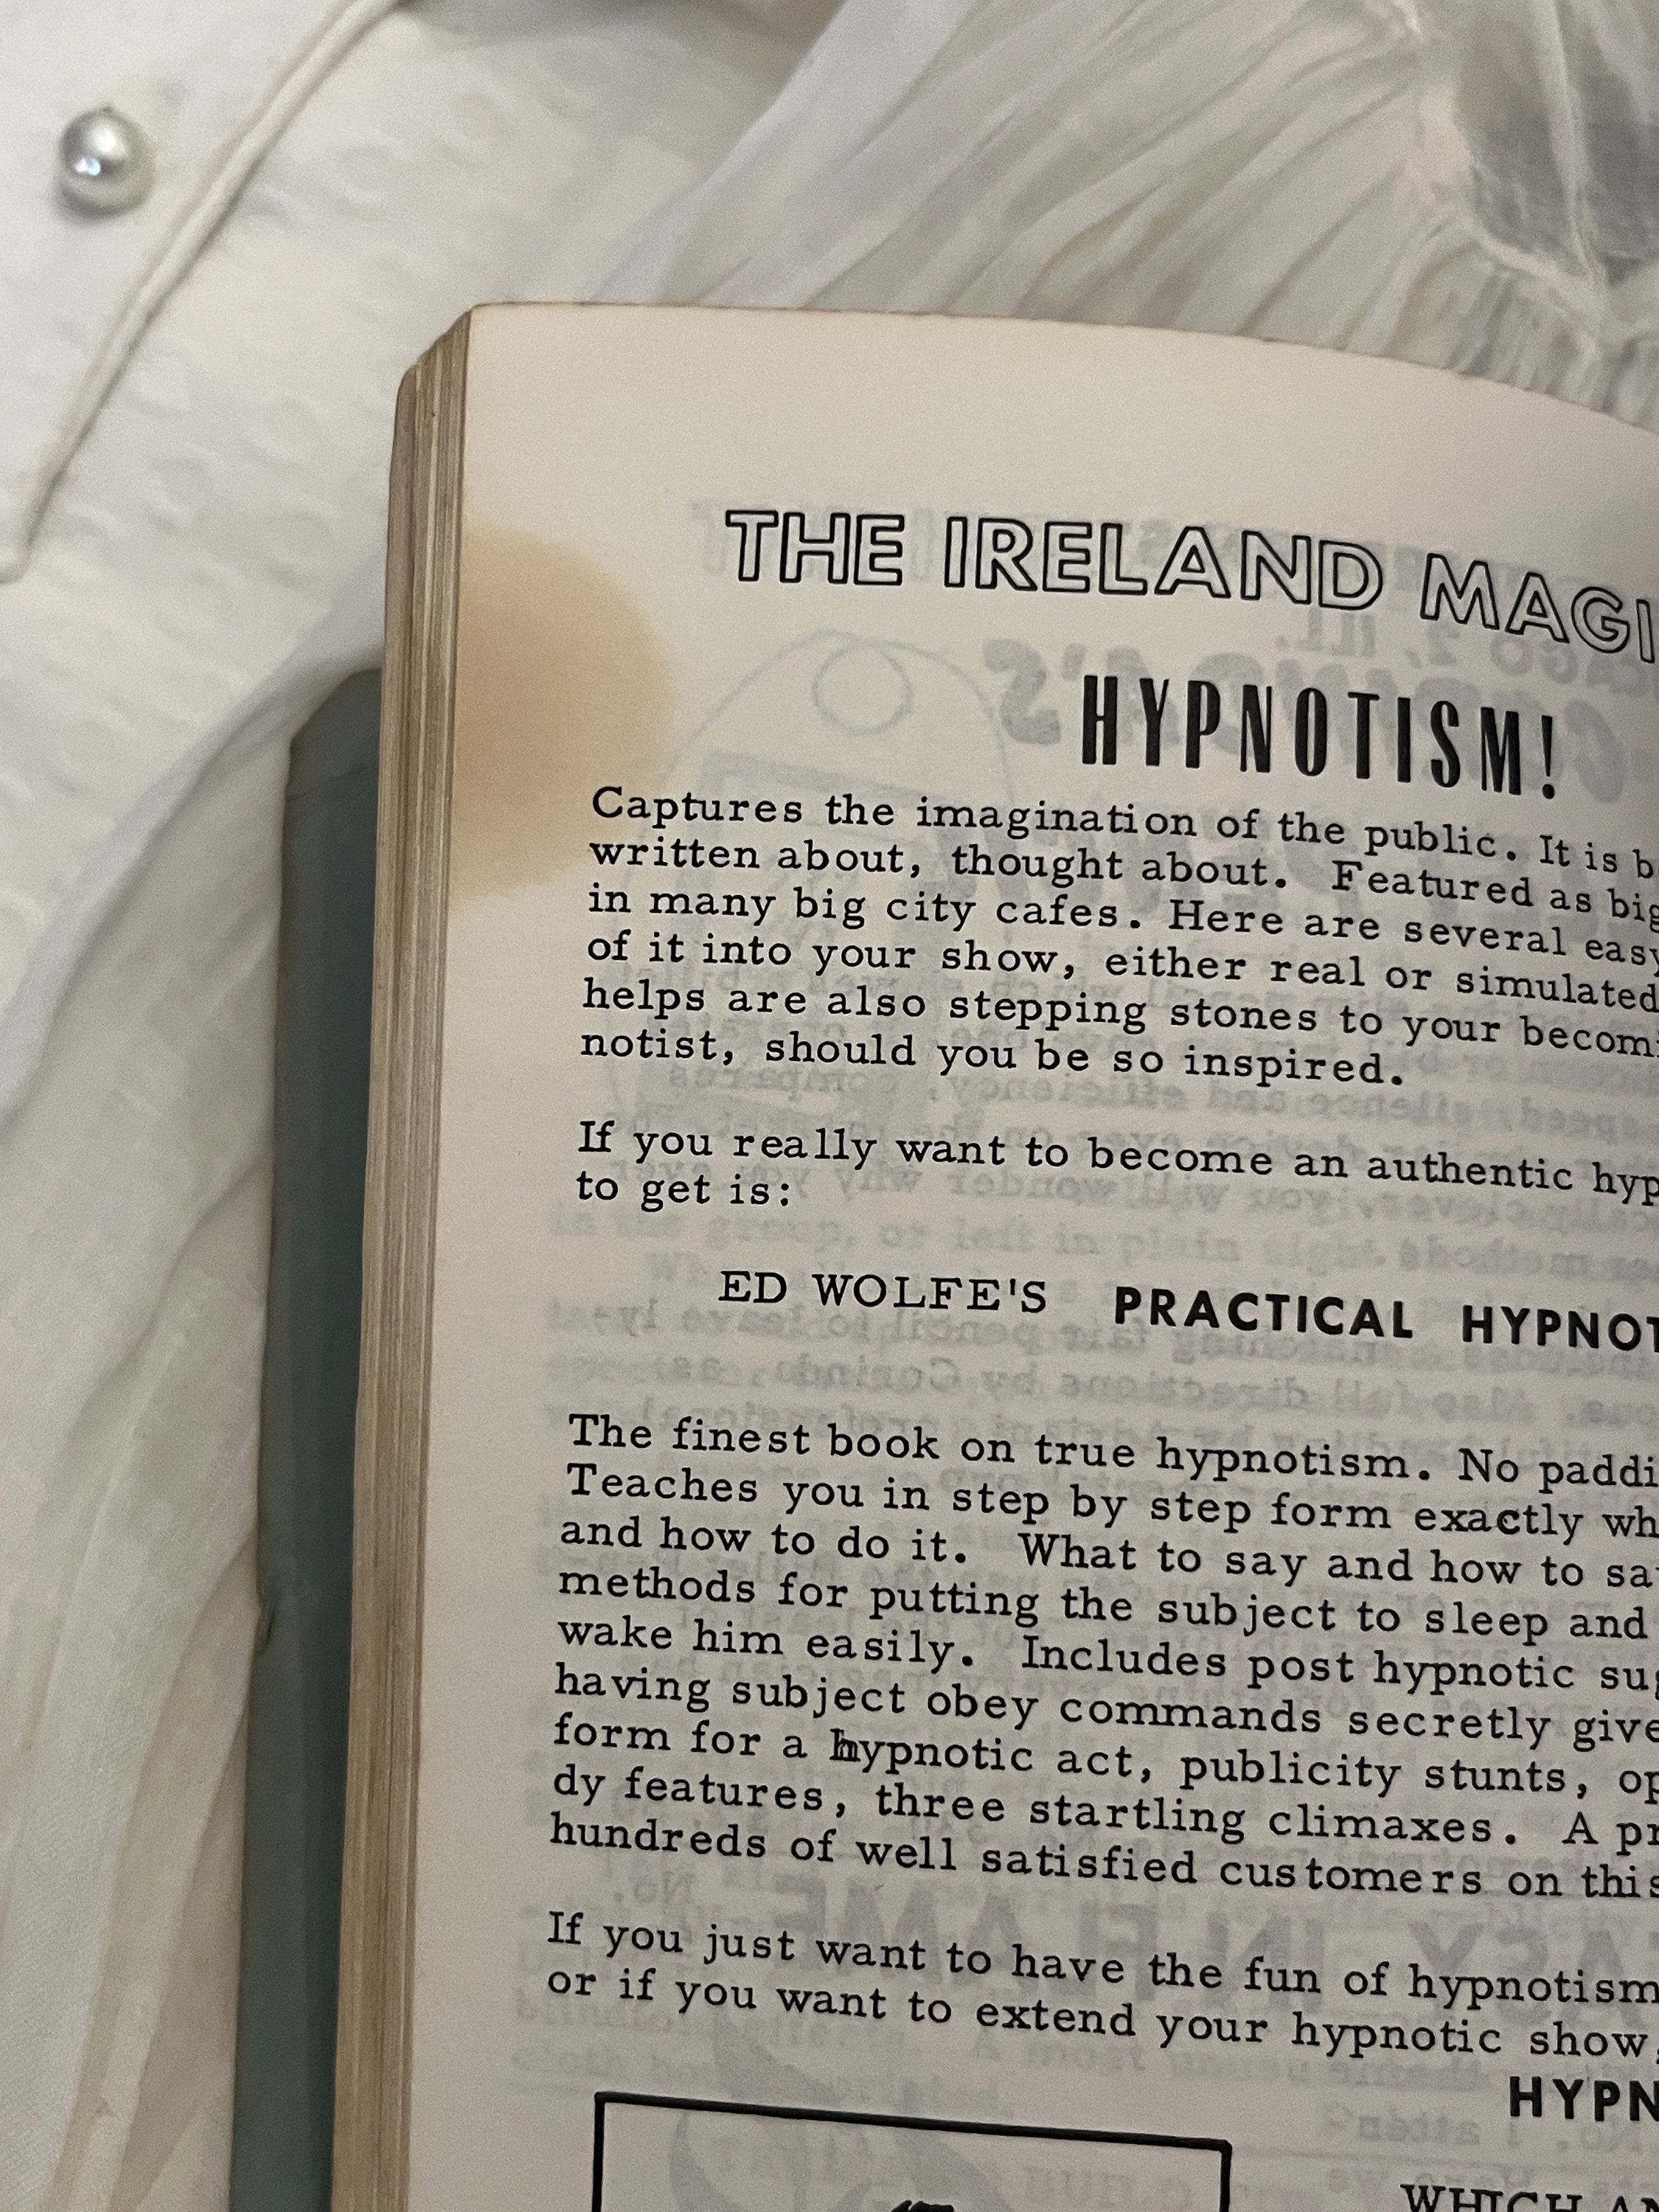 THE IRELAND MAGI
HYPNOTISM!
Captures the imagination of the public. It is b
written about, thought about. Featured as big
in many big city cafes. Here are several easy
of it into your show, either real or simulated
helps are also stepping stones to your becomi
notist, should you be so inspired.
If you really want to become an authentic hyp
to get is:
ED WOLFE'S PRACTICAL HYPNOT
The finest book on true hypnotism. No paddi
Teaches you in step by step form exactly wh
and how to do it. What to say and how to sa
methods for putting the subject to sleep and
wake him easily. Includes post hypnotic sug
having subject obey commands secretly give
form for a hypnotic act, publicity stunts, op
dy features, three startling climaxes. A pr
hundreds of well satisfied customers on this
If you just want to have the fun of hypnotism
or if you want to extend your hypnotic show,
HYPN
WHICH AN